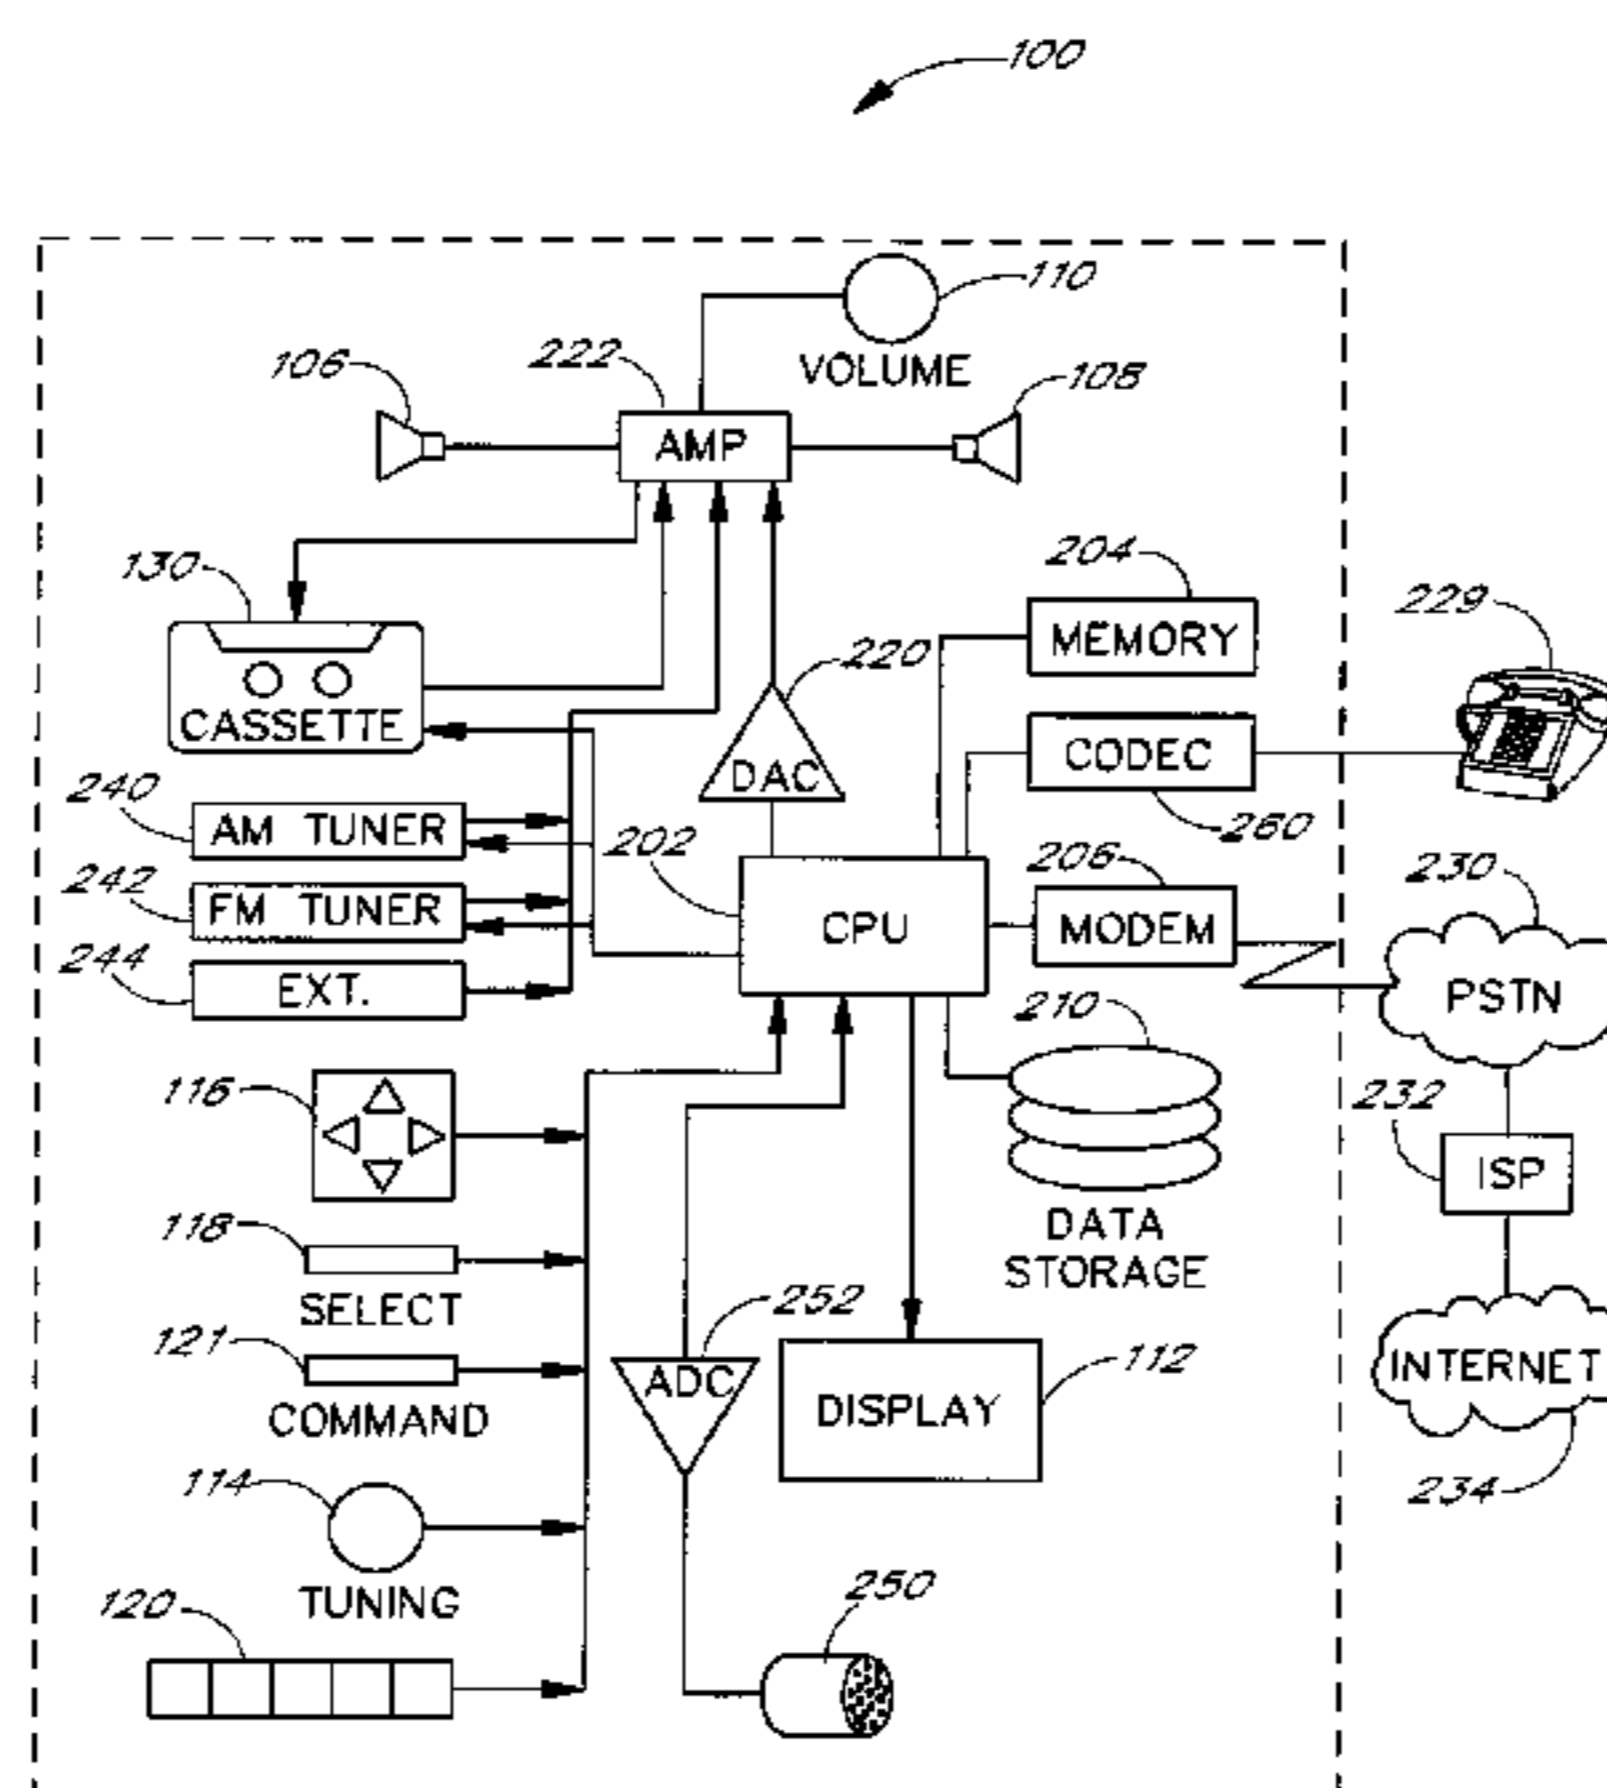 100
110
VOLUME
106
222
108
AMP
130
204
MEMORY
229
220
CASSETTE
CODEC
DAC
240
AM TUNER
260
202
206
230
242
FM TUNER
CPU
MODEM
244
EXT.
210
PSTN
116
232
ISP
118
DATA
STORAGE
SELECT
252
121
ADC
112
INTERNET
COMMAND
DISPLAY
114
234
TUNING
250
120